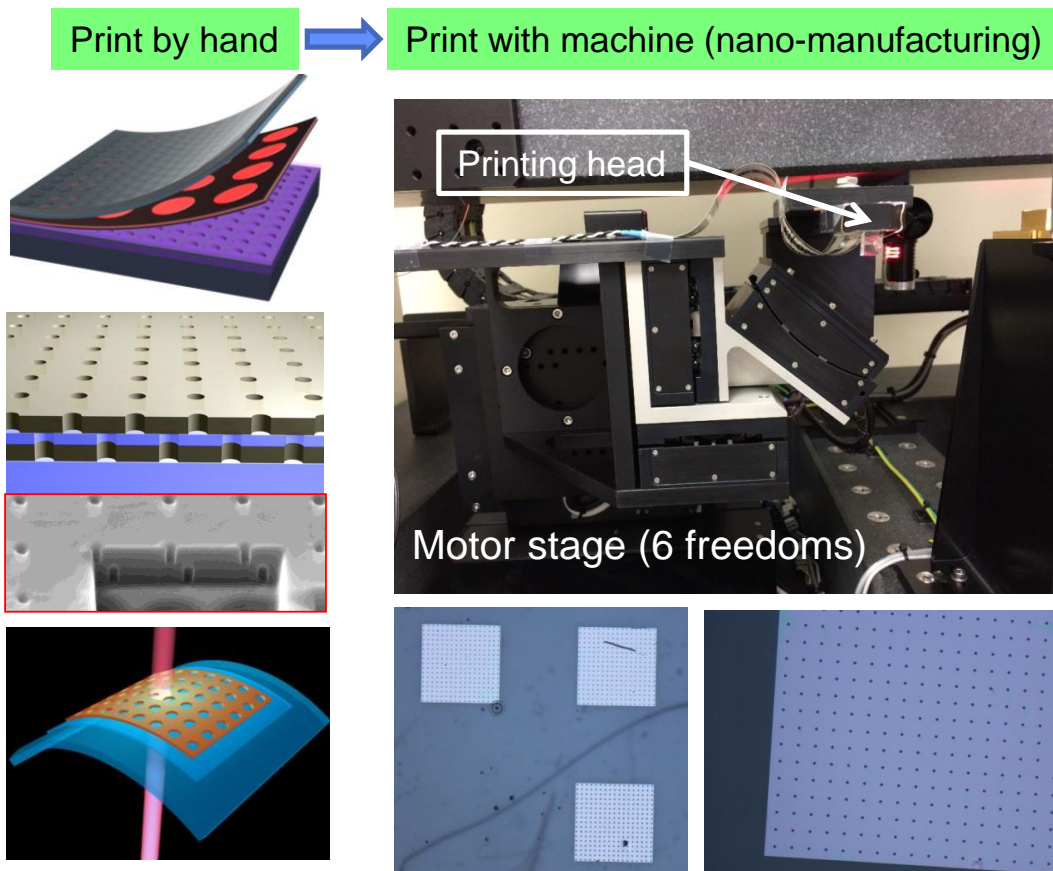 Print by hand
Print with machine (nano-manufacturing)
Printing head
Motor stage (6 freedoms)